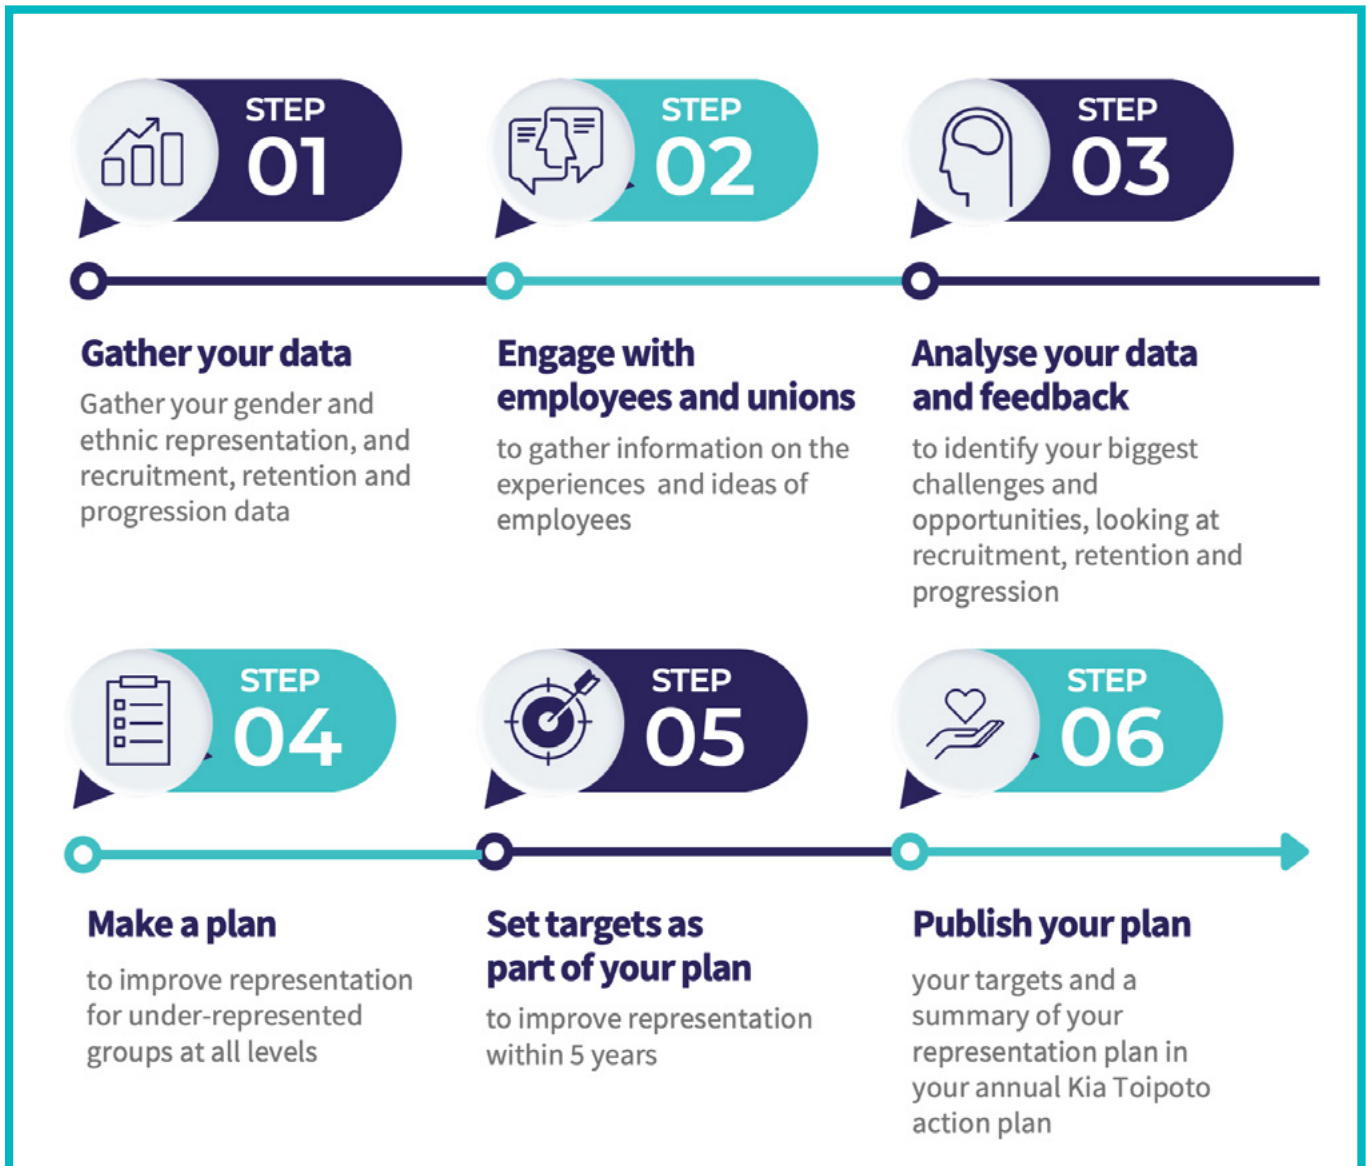 STEP
01
Gather your data
Gather your gender and
ethnic representation, and
recruitment, retention and
progression data
STEP
02
Engage with
employees and unions
to gather information on the
experiences and ideas of
employees
STEP
03
Analyse your data
and feedback
to identify your biggest
challenges and
opportunities, looking at
recruitment, retention and
progression
STEP
04
Make a plan
to improve representation
for under-represented
groups at all levels
STEP
05
Set targets as
part of your plan
to improve representation
within 5 years
STEP
06
Publish your plan
your targets and a
summary of your
representation plan in
your annual Kia Toipoto
action plan